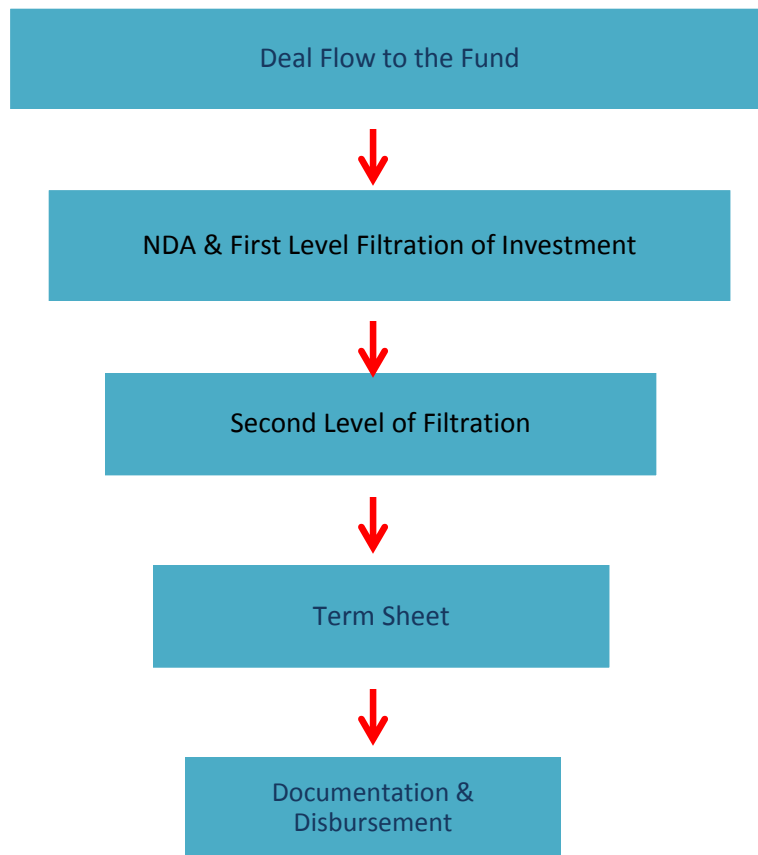 Deal Flow to the Fund
NDA & First Level Filtration of Investment
Second Level of Filtration
Term Sheet
Documentation &
Disbursement